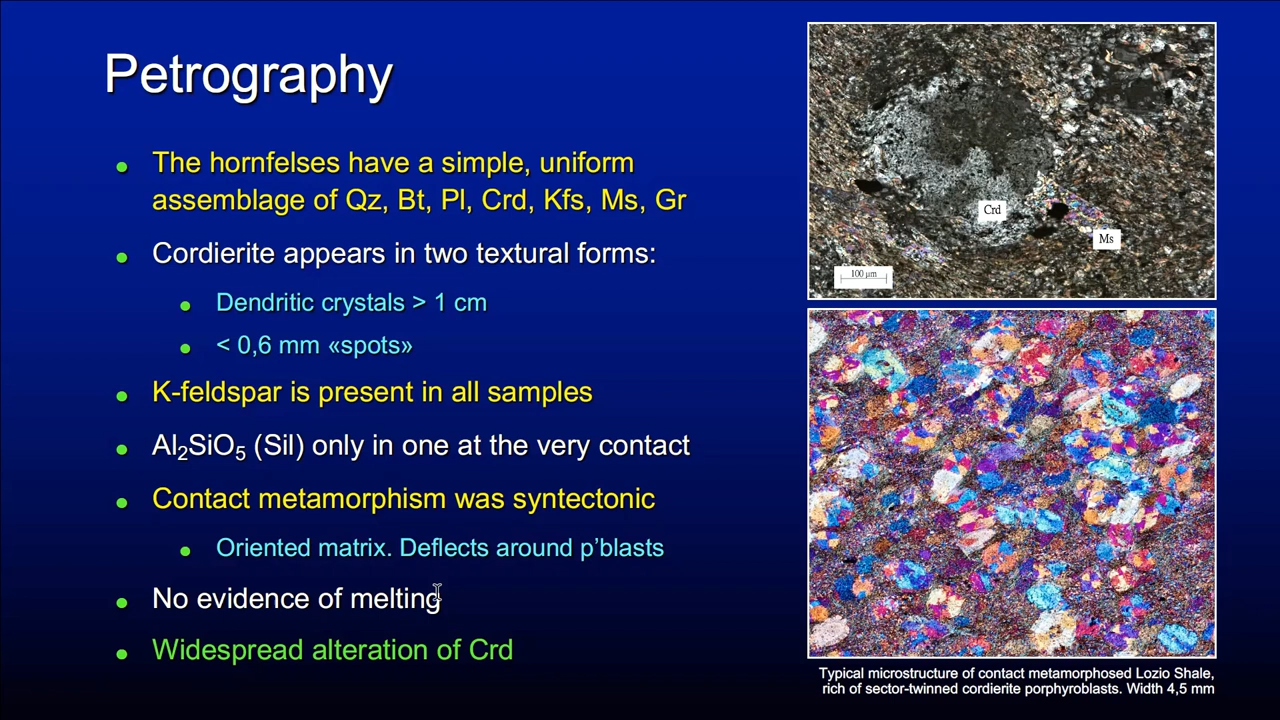 Petrography
The hornfelses have a simple, uniform
assemblage of Qz, Bt, Pl, Crd, Kfs, Ms, Gr
Cordierite appears in two textural forms:
Dendritic crystals > 1 cm
< 0,6 mm «spots»
K-feldspar is present in all samples
Al₂SiO₅ (Sil) only in one at the very contact
Contact metamorphism was syntectonic
Oriented matrix. Deflects around p’blasts
No evidence of melting
Widespread alteration of Crd
Crd
Ms
100 µm
Typical microstructure of contact metamorphosed Lozio Shale,
rich of sector-twinned cordierite porphyroblasts. Width 4,5 mm